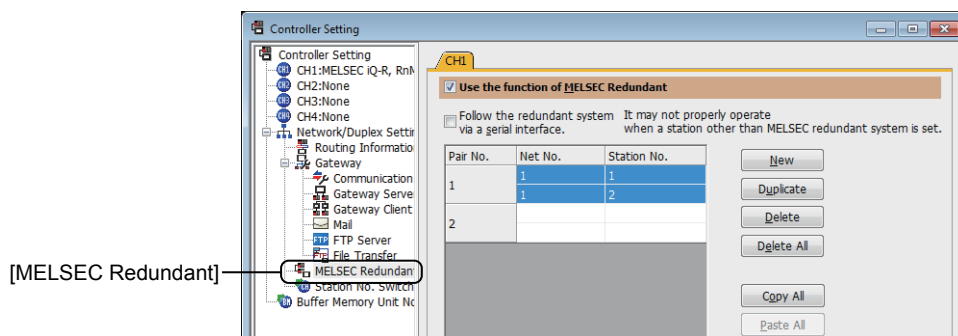 Controller Setting
Controller Setting
CH1:MELSEC iQ-R, RnM
CH2:None
CH3:None
CH4:None
Network/Duplex Settin
Routing Informatio
Gateway
Communication
Gateway Serve
Gateway Client
Mail
FTP Server
File Transfer
MELSEC Redundan
Station No. Switch
Buffer Memory Unit No
[MELSEC Redundant]
CH1
Use the function of MELSEC Redundant
Follow the redundant system
via a serial interface.
It may not properly operate
when a station other than MELSEC redundant system is set.
Pair No. Net No. Station No.
1 1 1
1 2
2
New
Duplicate
Delete
Delete All
Copy All
Paste All